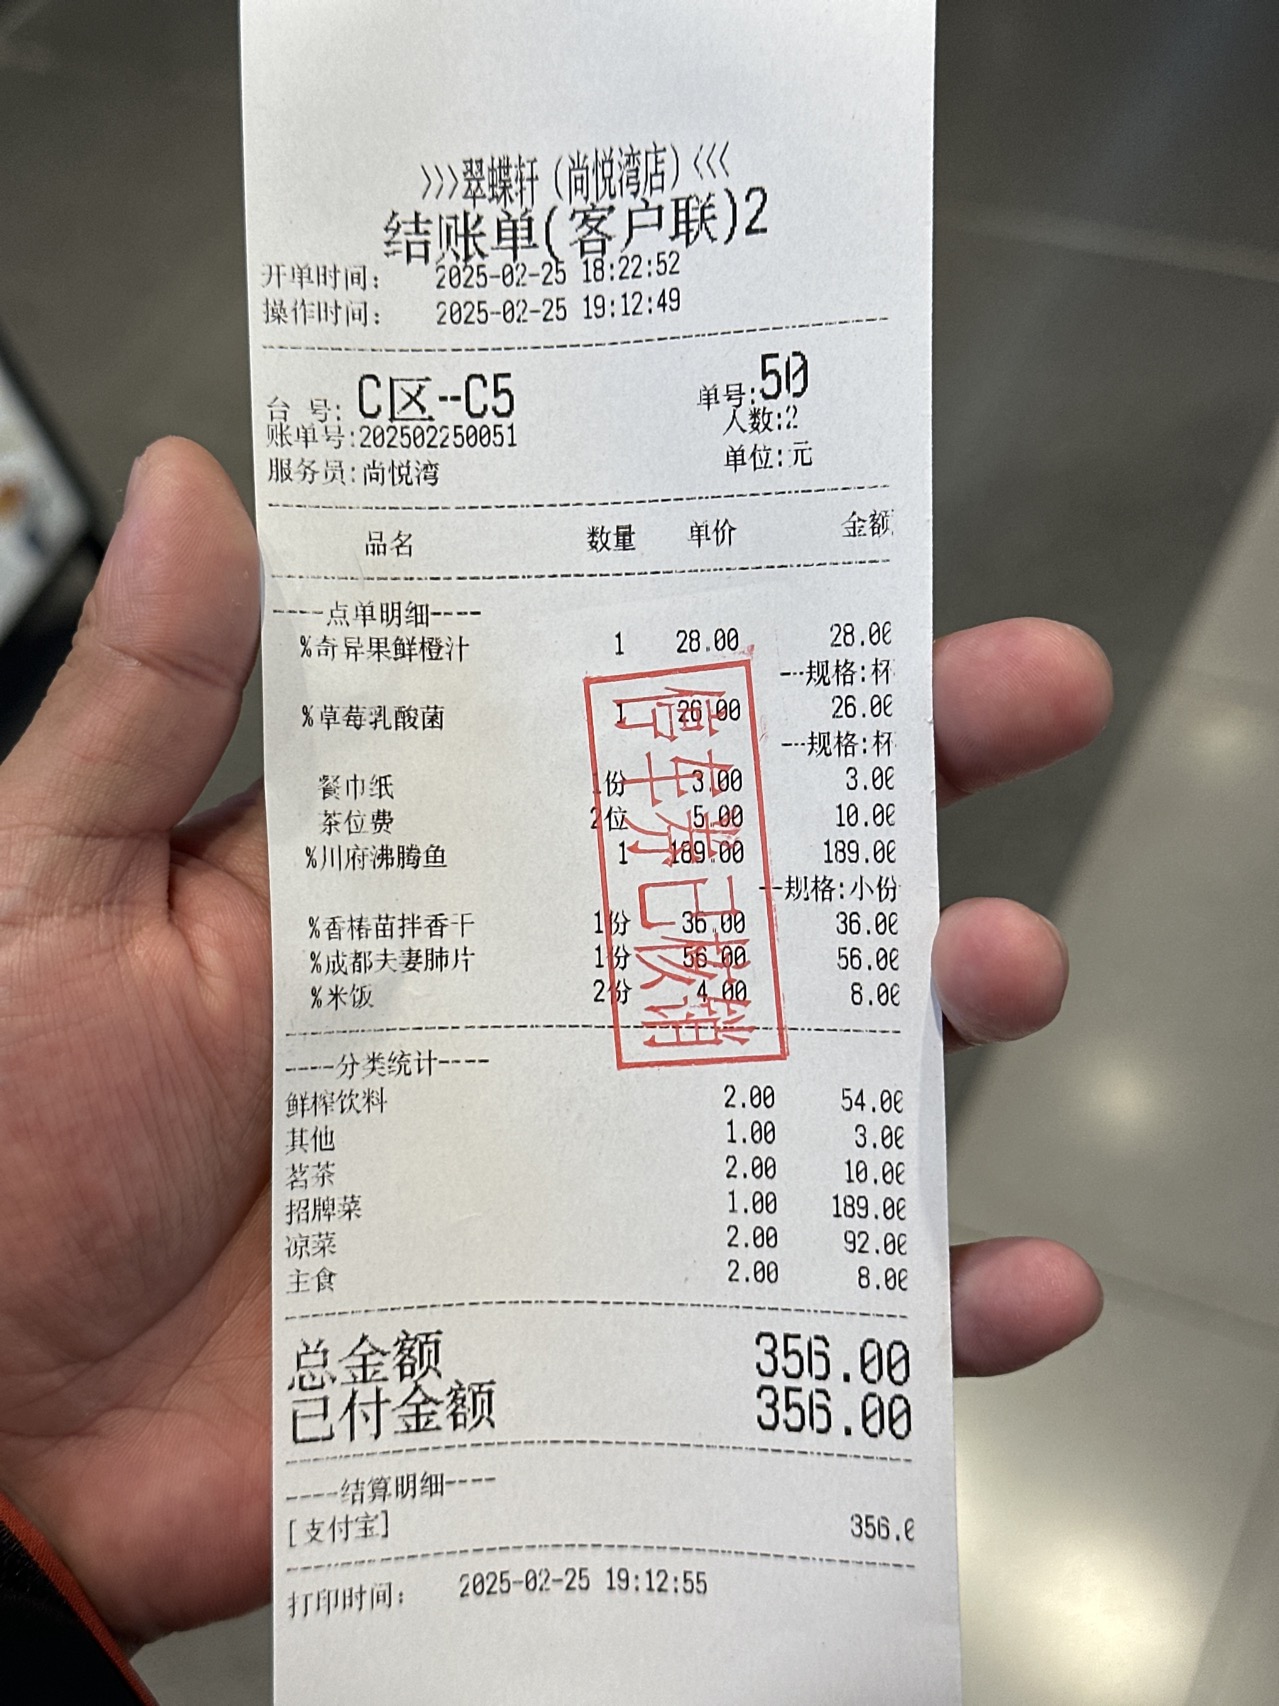 >>>翠蝶轩（尚悦湾店）<<<
结账单(客户联)2
开单时间： 2025-02-25 18:22:52
操作时间： 2025-02-25 19:12:49
台 号: C区--C5 单号:50
人数:2
账单号:202502250051
服务员:尚悦湾 单位:元
品名 数量 单价 金额
----点单明细----
%奇异果鲜橙汁 1 28.00 28.00
---规格:杯
%草莓乳酸菌 1 26.00 26.00
---规格:杯
餐巾纸 1份 3.00 3.00
茶位费 2位 5.00 10.00
%川府沸腾鱼 1 189.00 189.00
--规格:小份
%香椿苗拌香干 1份 36.00 36.00
%成都夫妻肺片 1份 56.00 56.00
%米饭 2份 4.00 8.00
停车券已核销
----分类统计----
鲜榨饮料 2.00 54.00
其他 1.00 3.00
茗茶 2.00 10.00
招牌菜 1.00 189.00
凉菜 2.00 92.00
主食 2.00 8.00
总金额 356.00
已付金额 356.00
----结算明细----
[支付宝] 356.0
打印时间： 2025-02-25 19:12:55